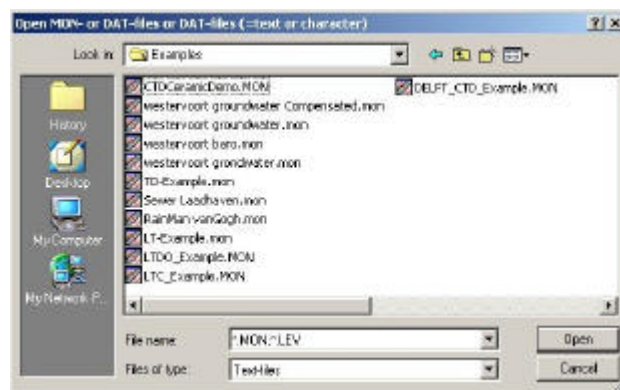 Open MON- or DAT-files or DAT-files (=text or character)
Look in: Examples
History
Desktop
My Computer
My Network P...
CTDCeramicDemo.MON
westervoort groundwater Compensated.mon
westervoort groundwater.mon
westervoort baro.mon
westervoort grondwater.mon
TD-Example.mon
Sewer Laadhaven.mon
RainMan-vanGogh.mon
LT-Example.mon
LTDO_Example.MON
LTC_Example.MON
DELFT_CTD_Example.MON
File name: *.MON;*.LEV
Open
Files of type: Text-files
Cancel